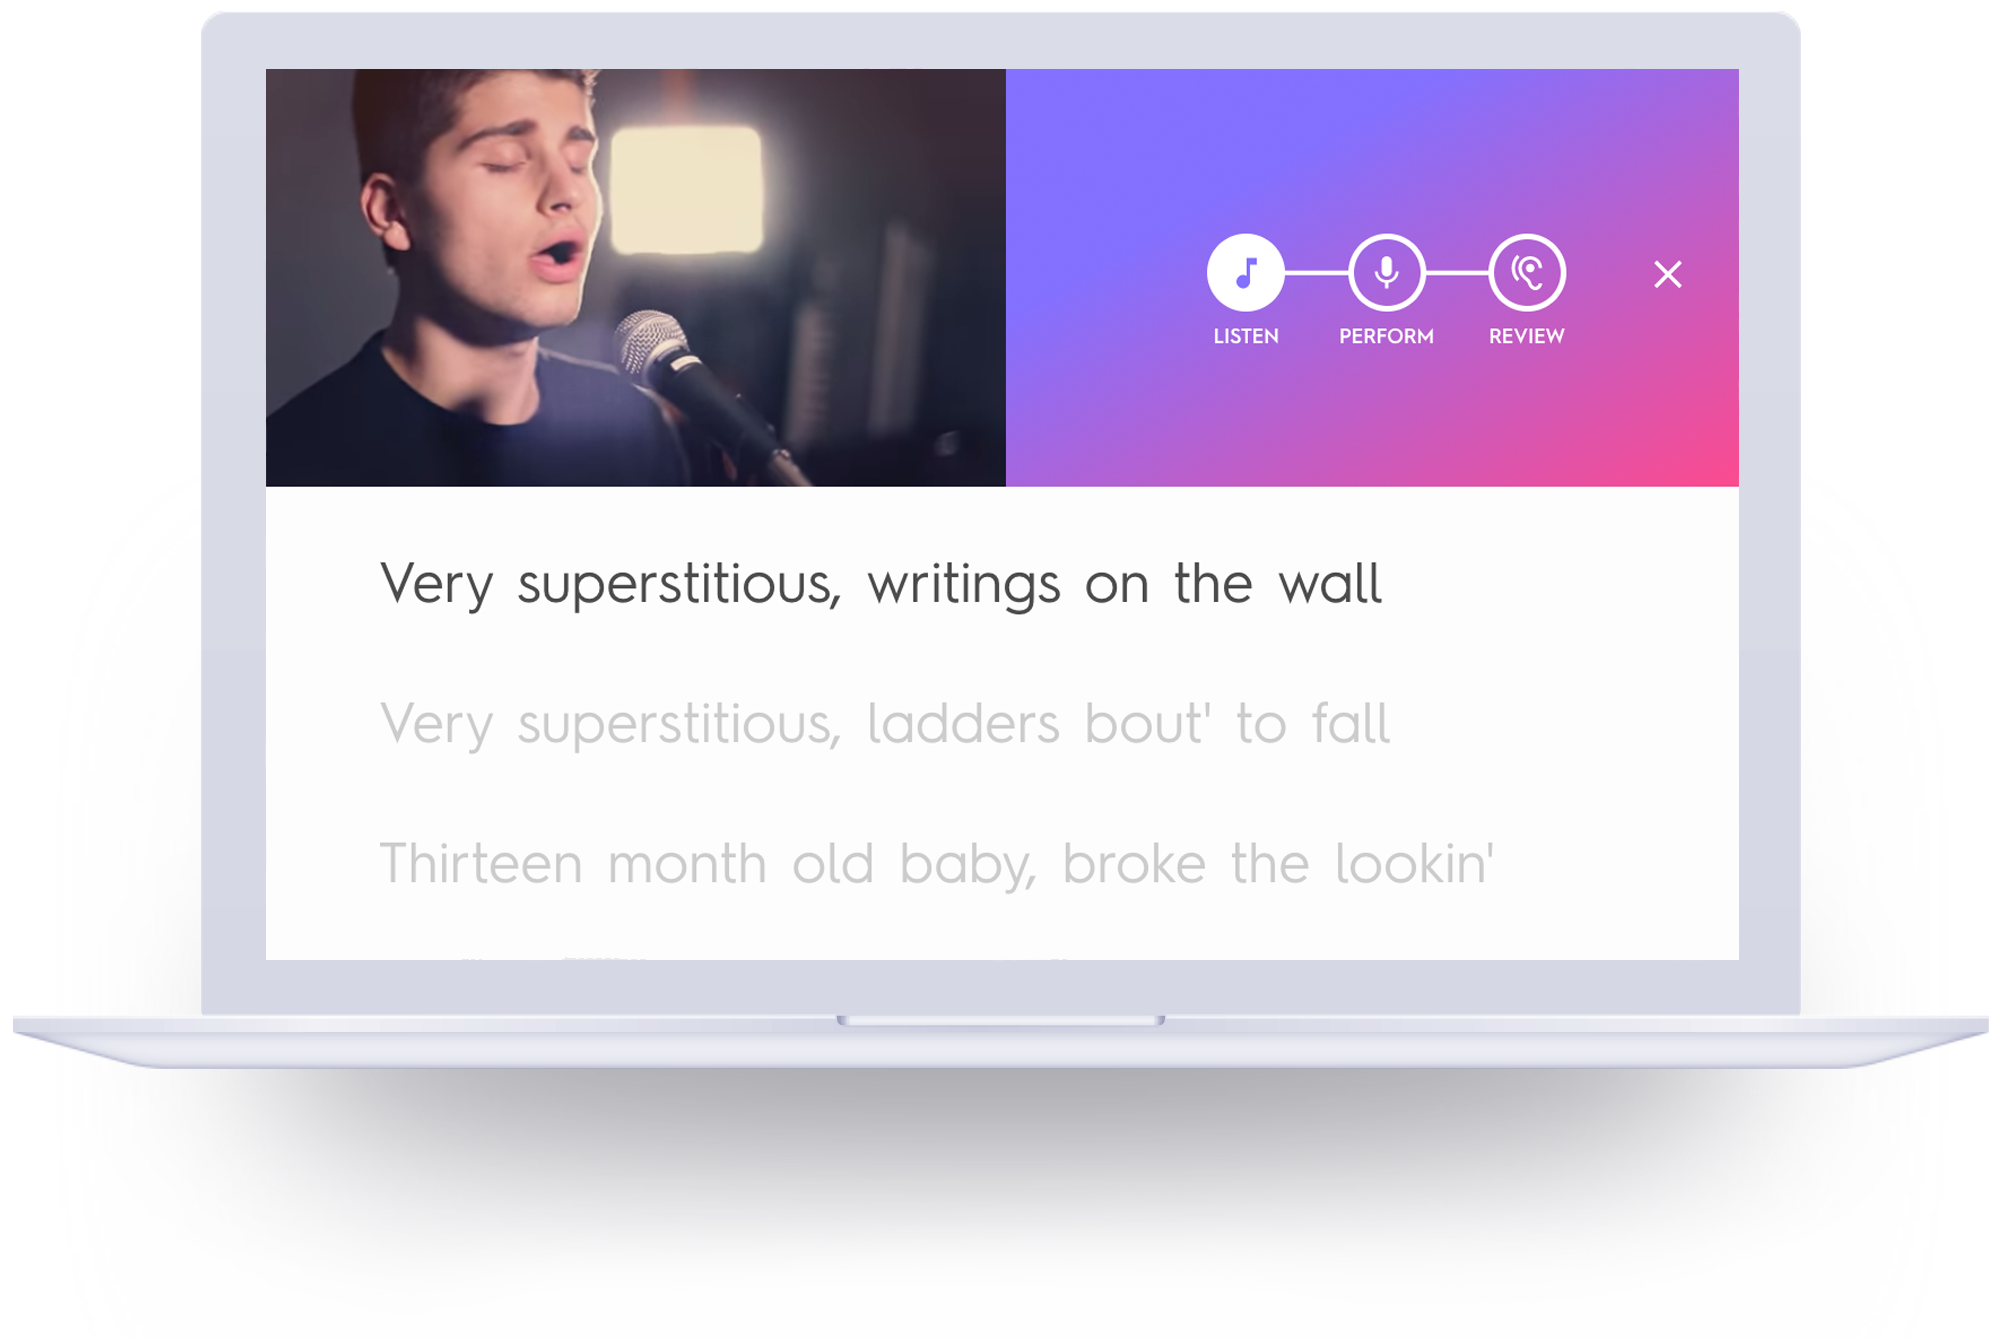 LISTEN PERFORM REVIEW
Very superstitious, writings on the wall
Very superstitious, ladders bout' to fall
Thirteen month old baby, broke the lookin'